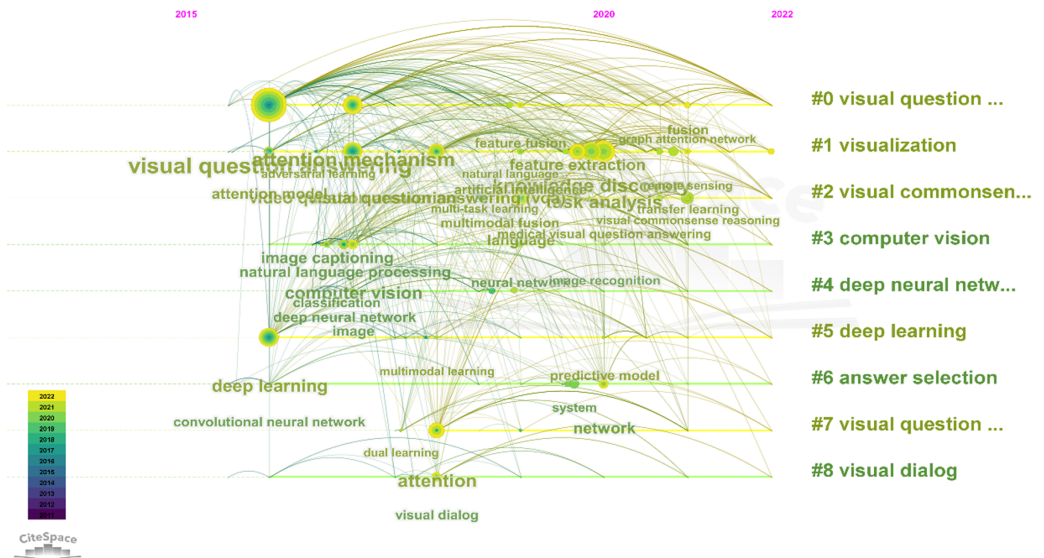 2015 2020 2022
#0 visual question ...
fusion
graph attention network
feature fusion
#1 visualization
attention mechanism
visual question answering
feature extraction
adversarial learning
natural language
knowledge discovery
remote sensing
artificial intelligence
attention model
#2 visual commonsen...
visual question answering (vqa)
task analysis
multi-task learning
transfer learning
visual commonsense reasoning
multimodal fusion
medical visual question answering
language
#3 computer vision
image captioning
natural language processing
neural network
image recognition
#4 deep neural netw...
computer vision
classification
deep neural network
image
#5 deep learning
multimodal learning
predictive model
#6 answer selection
deep learning
system
convolutional neural network
network
#7 visual question ...
dual learning
#8 visual dialog
attention
visual dialog
2022
2021
2020
2019
2018
2017
2016
2015
2014
2013
2012
2011
CiteSpace